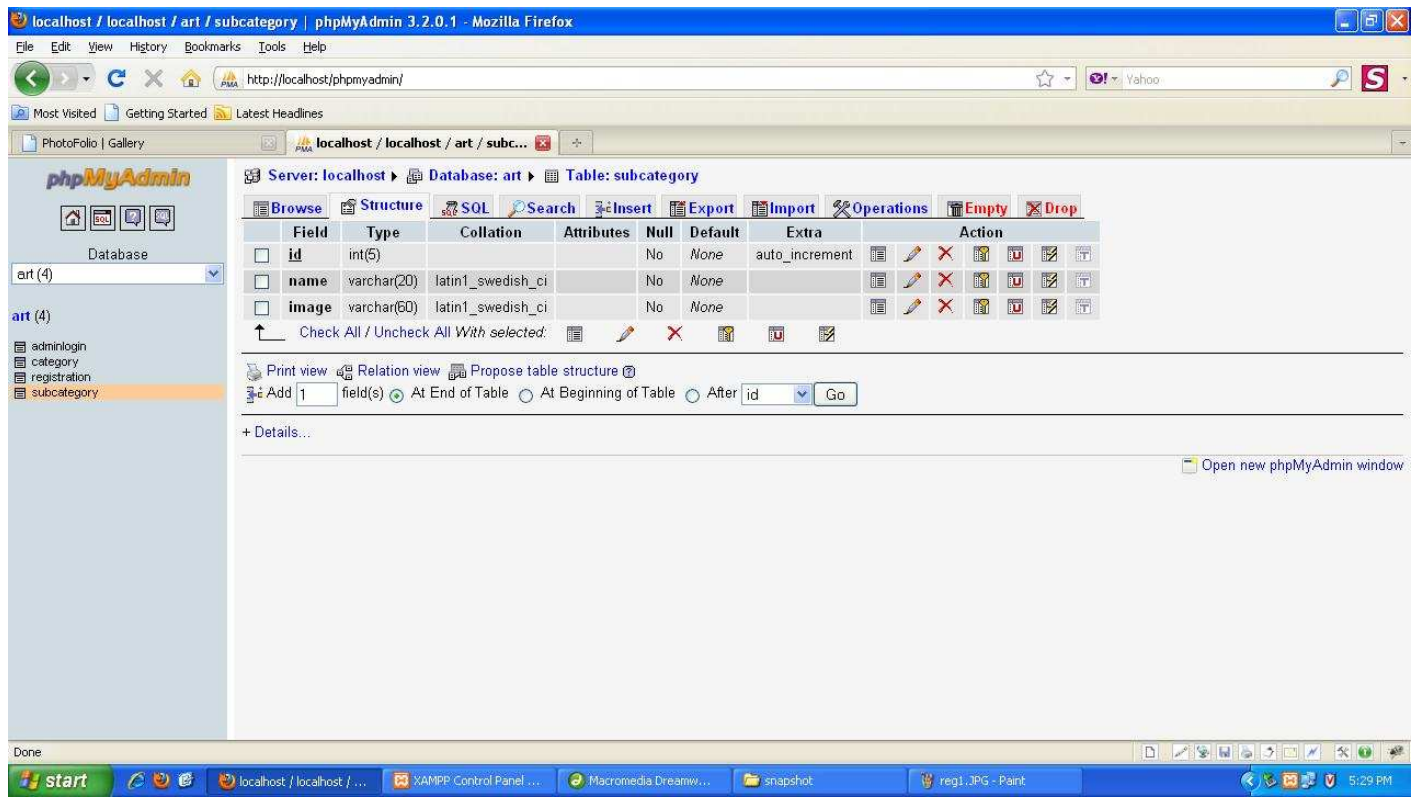 localhost / localhost / art / subcategory | phpMyAdmin 3.2.0.1 - Mozilla Firefox
File Edit View History Bookmarks Tools Help
http://localhost/phpmyadmin/
Yahoo
Most Visited Getting Started Latest Headlines
PhotoFolio | Gallery
localhost / localhost / art / subc...
phpMyAdmin
Server: localhost Database: art Table: subcategory
Browse Structure SQL Search Insert Export Import Operations Empty Drop
Field Type Collation Attributes Null Default Extra Action
id int(5) No None auto_increment
name varchar(20) latin1_swedish_ci No None
image varchar(60) latin1_swedish_ci No None
Check All / Uncheck All With selected:
Print view Relation view Propose table structure
Add 1 field(s) At End of Table At Beginning of Table After id Go
+ Details...
Open new phpMyAdmin window
Database
art (4)
art (4)
adminlogin
category
registration
subcategory
Done
start localhost / localhost / ... XAMPP Control Panel ... Macromedia Dreamw... snapshot reg1.JPG - Paint 5:29 PM